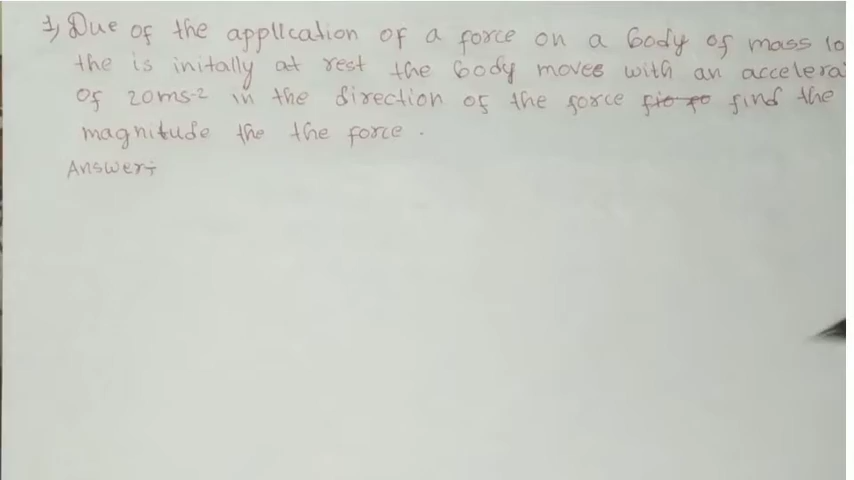 1) Due of the application of a force on a body of mass 10
the is initally at rest the body moves with an accelera
of 20ms-2 in the direction of the force find the
magnitude the the force.
Answer:-